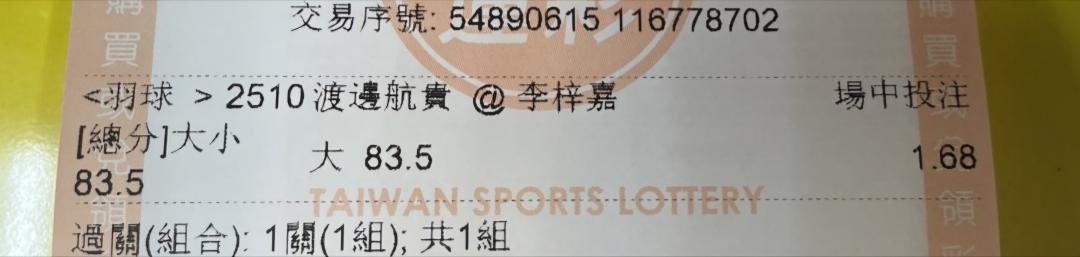 交易序號: 54890615 116778702
<羽球 > 2510 渡邊航貴 @ 李梓嘉 場中投注
[總分]大小
大 83.5 1.68
83.5
TAIWAN SPORTS LOTTERY
過關(組合): 1關(1組); 共1組